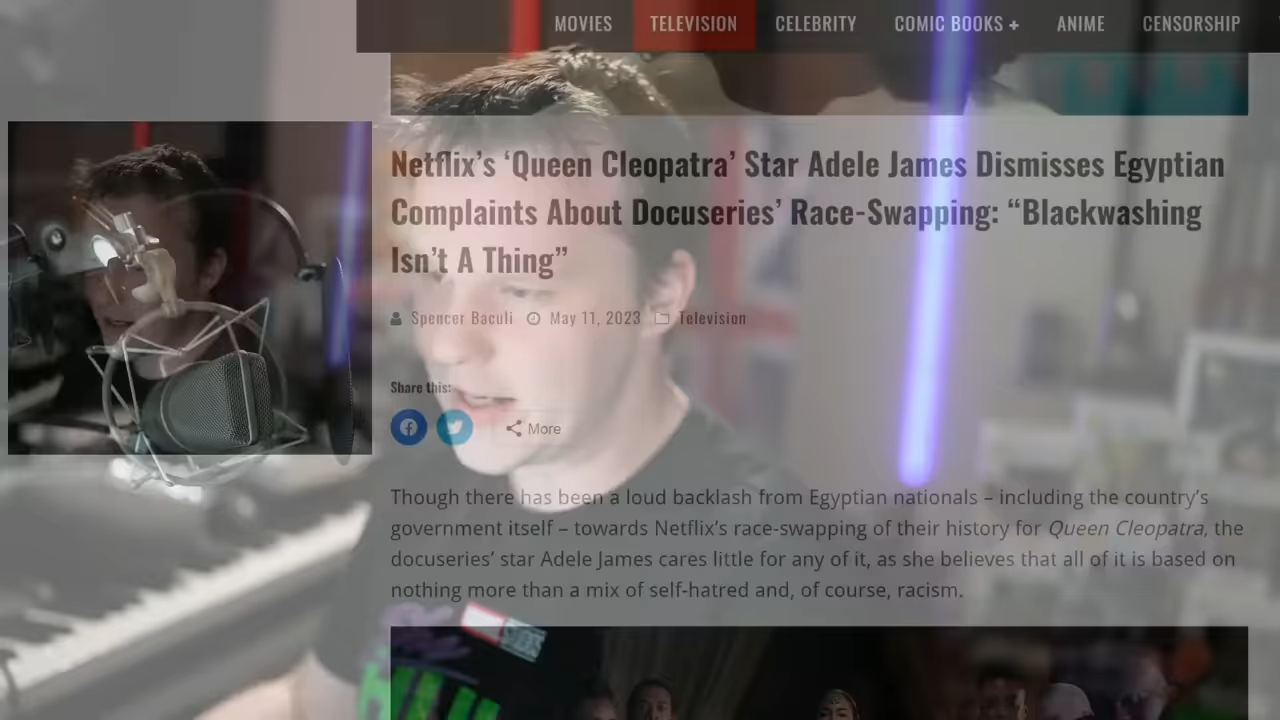 MOVIES TELEVISION CELEBRITY COMIC BOOKS + ANIME CENSORSHIP
Netflix’s ‘Queen Cleopatra’ Star Adele James Dismisses Egyptian
Complaints About Docuseries’ Race-Swapping: “Blackwashing
Isn’t A Thing”
Spencer Baculi May 11, 2023 Television
Share this:
More
Though there has been a loud backlash from Egyptian nationals – including the country’s
government itself – towards Netflix’s race-swapping of their history for Queen Cleopatra, the
docuseries’ star Adele James cares little for any of it, as she believes that all of it is based on
nothing more than a mix of self-hatred and, of course, racism.